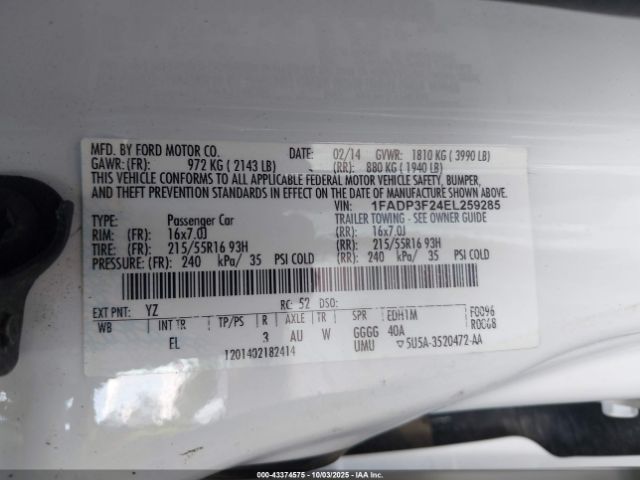 MFD. BY FORD MOTOR CO. DATE: 02/14 GVWR: 1810 KG ( 3990 LB)
GAWR: (FR): 972 KG ( 2143 LB) (RR): 880 KG ( 1940 LB)
THIS VEHICLE CONFORMS TO ALL APPLICABLE FEDERAL MOTOR VEHICLE SAFETY, BUMPER,
AND THEFT PREVENTION STANDARDS IN EFFECT ON THE DATE OF MANUFACTURE SHOWN ABOVE.
VIN: 1FADP3F24EL259285
TYPE: Passenger Car TRAILER TOWING - SEE OWNER GUIDE
RIM: (FR): 16x7.0J (RR): 16x7.0J
TIRE: (FR): 215/55R16 93H (RR): 215/55R16 93H
PRESSURE: (FR): 240 kPa/ 35 PSI COLD (RR): 240 kPa/ 35 PSI COLD
EXT PNT: YZ RC: 52 DSO: EDH1M F0096
WB INT TR TP/PS R AXLE TR SPR 40A R0068
EL 3 AU W GGGG
1201402182414 UMU ▽5U5A-3520472-AA
000-43374575 | 10/03/2025 | © Copyright 2025 IAA, Inc.